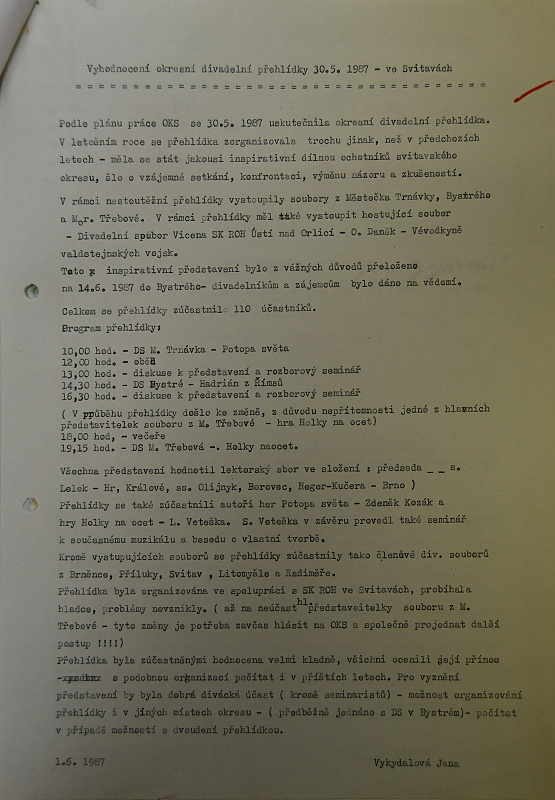 Vyhodnocení okresní divadelní přehlídky 30.5. 1987 - ve Svitavách
= = = = = = = = = = = = = = = = = = = = = = = = = = = = = = = = = =
Podle plánu práce OKS se 30.5. 1987 uskutečnila okresní divadelní přehlídka.
V letošním roce se přehlídka zorganizovala trochu jinak, než v předchozích
letech - měla se stát jakousi inspirativní dílnou ochotníků svitavského
okresu, šlo o vzájemné setkání, konfrontaci, výměnu názoru a zkušeností.
V rámci nestoutěžní přehlídky vystoupily soubory z Městečka Trnávky, Bystrého
a Mor. Třebové. V rámci přehlídky měl také vystoupit hostující soubor
- Divadelní soubor Vicena SK ROH Ústí nad Orlicí - O. Daněk - Vévodkyně
valdštejnských vojsk.
Toto x inspirativní představení bylo z vážných důvodů přeloženo
na 14.6. 1987 do Bystrého- divadelníkům a zájemcům bylo dáno na vědomí.
Celkem se přehlídky zúčastnilo 110 účastníků.
Program přehlídky:
10,00 hod. - DS M. Trnávka - Potopa světa
12,00 hod. - oběd
13,00 hod. - diskuse k představení a rozborový seminář
14,30 hod. - DS Bystré - Hadrián z Římsů
16,30 hod. - diskuse k představení a rozborový seminář
( V průběhu přehlídky došlo ke změně, z důvodu nepřítomnosti jedné z hlavních
představitelek souboru z M. Třebové - hra Holky na ocet)
18,00 hod, - večeře
19,15 hod. - DS M. Třebová -. Holky naocet.
Všechna představení hodnotil lektorský sbor ve složení : předseda _ _ s.
Lelek - Hr, Králové, ss. Olijnyk, Borovec, Heger-Kučera - Brno )
Přehlídky se také zúčastnili autoři her Potopa světa - Zdeněk Kozák a
hry Holky na ocet - L. Veteška. S. Veteška v závěru provedl také seminář
k současnému muzikálu a besedu o vlastní tvorbě.
Kromě vystupujících souborů se přehlídky zúčastnily tako členůvé div. souborů
z Brněnce, Příluky, Svitav , Litomyšle a Radiměře.
Přehlídka byla organizována ve spolupráci s SK ROH ve Svitavách, probíhala
hladce, problémy nevznikly. ( až na neúčast hl. představeitelky souboru z M.
Třebové - tyto změny je potřeba zavčas hlásit na OKS a společně projednat další
postup !!!!)
Přehlídka byla zúčastněnými hodnocena velmi kladně, všichni ocenili její přínos
- s podobnou organizací počítat i v příštích letech. Pro vyznění
představení by byla dobrá divácká účast ( kromě seminaristů) - možnost organizování
přehlídky i v jiných místech okresu - ( předběžně jednáno s DS v Bystrém)- počítat
v případě možností s dvoudení přehlídkou.
1.6. 1987 Vykydalová Jana